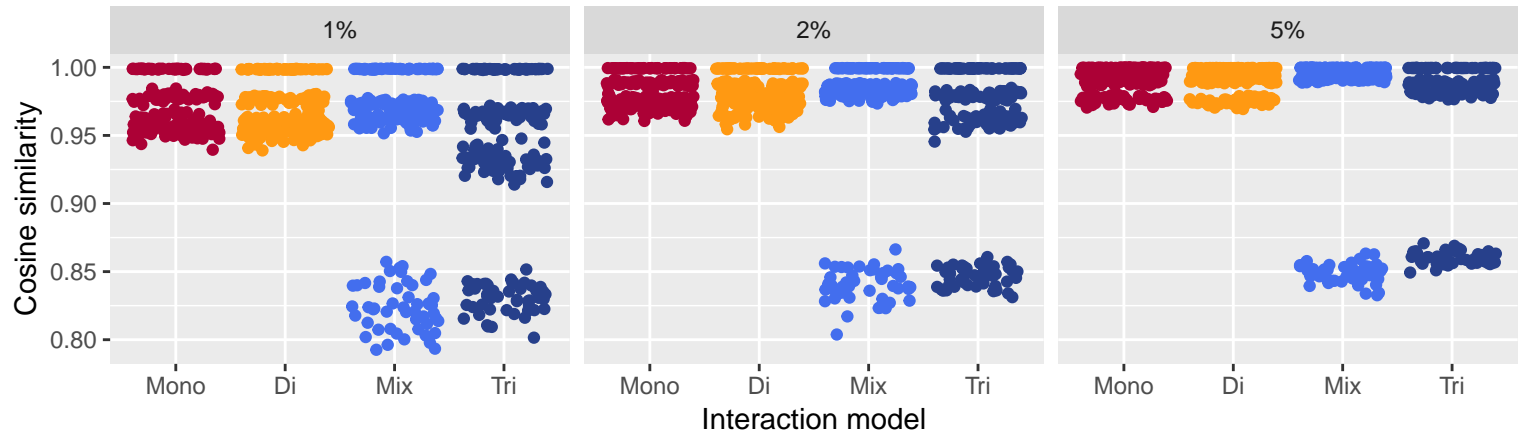 1% 2% 5%
Cosine similarity
1.00
0.95
0.90
0.85
0.80
Mono Di Mix Tri Mono Di Mix Tri Mono Di Mix Tri
Interaction model